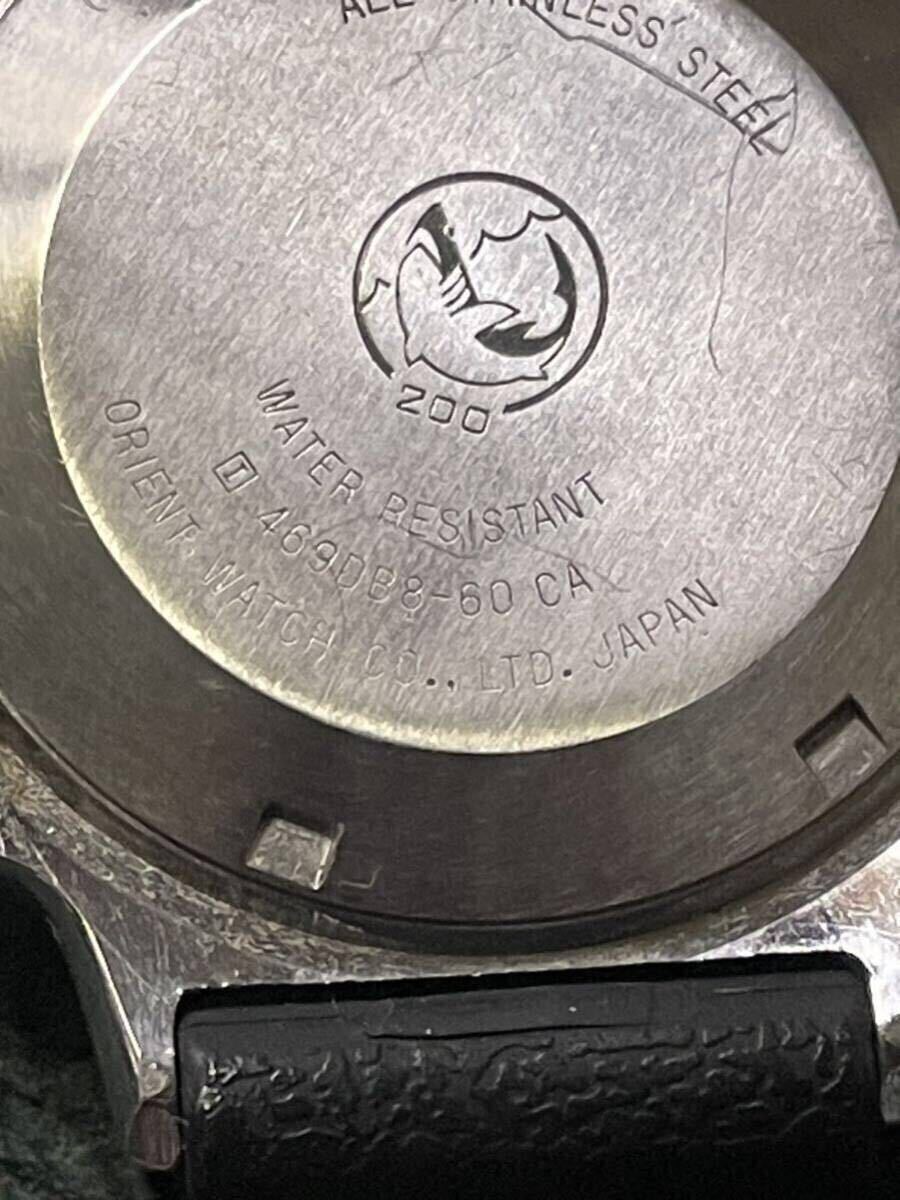 ALL STAINLESS STEEL
200
WATER RESISTANT
469DB8-60 CA
ORIENT WATCH CO., LTD. JAPAN